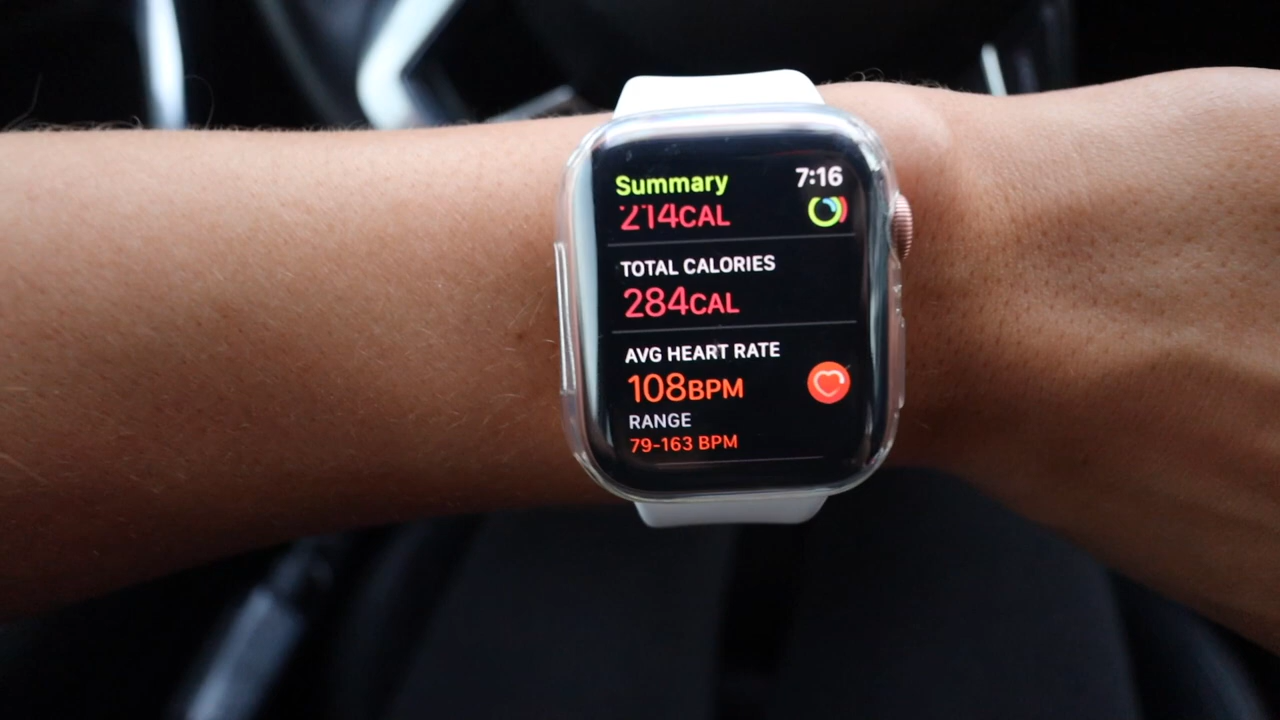 Summary
7:16
214CAL
TOTAL CALORIES
284CAL
AVG HEART RATE
108BPM
RANGE
79-163 BPM